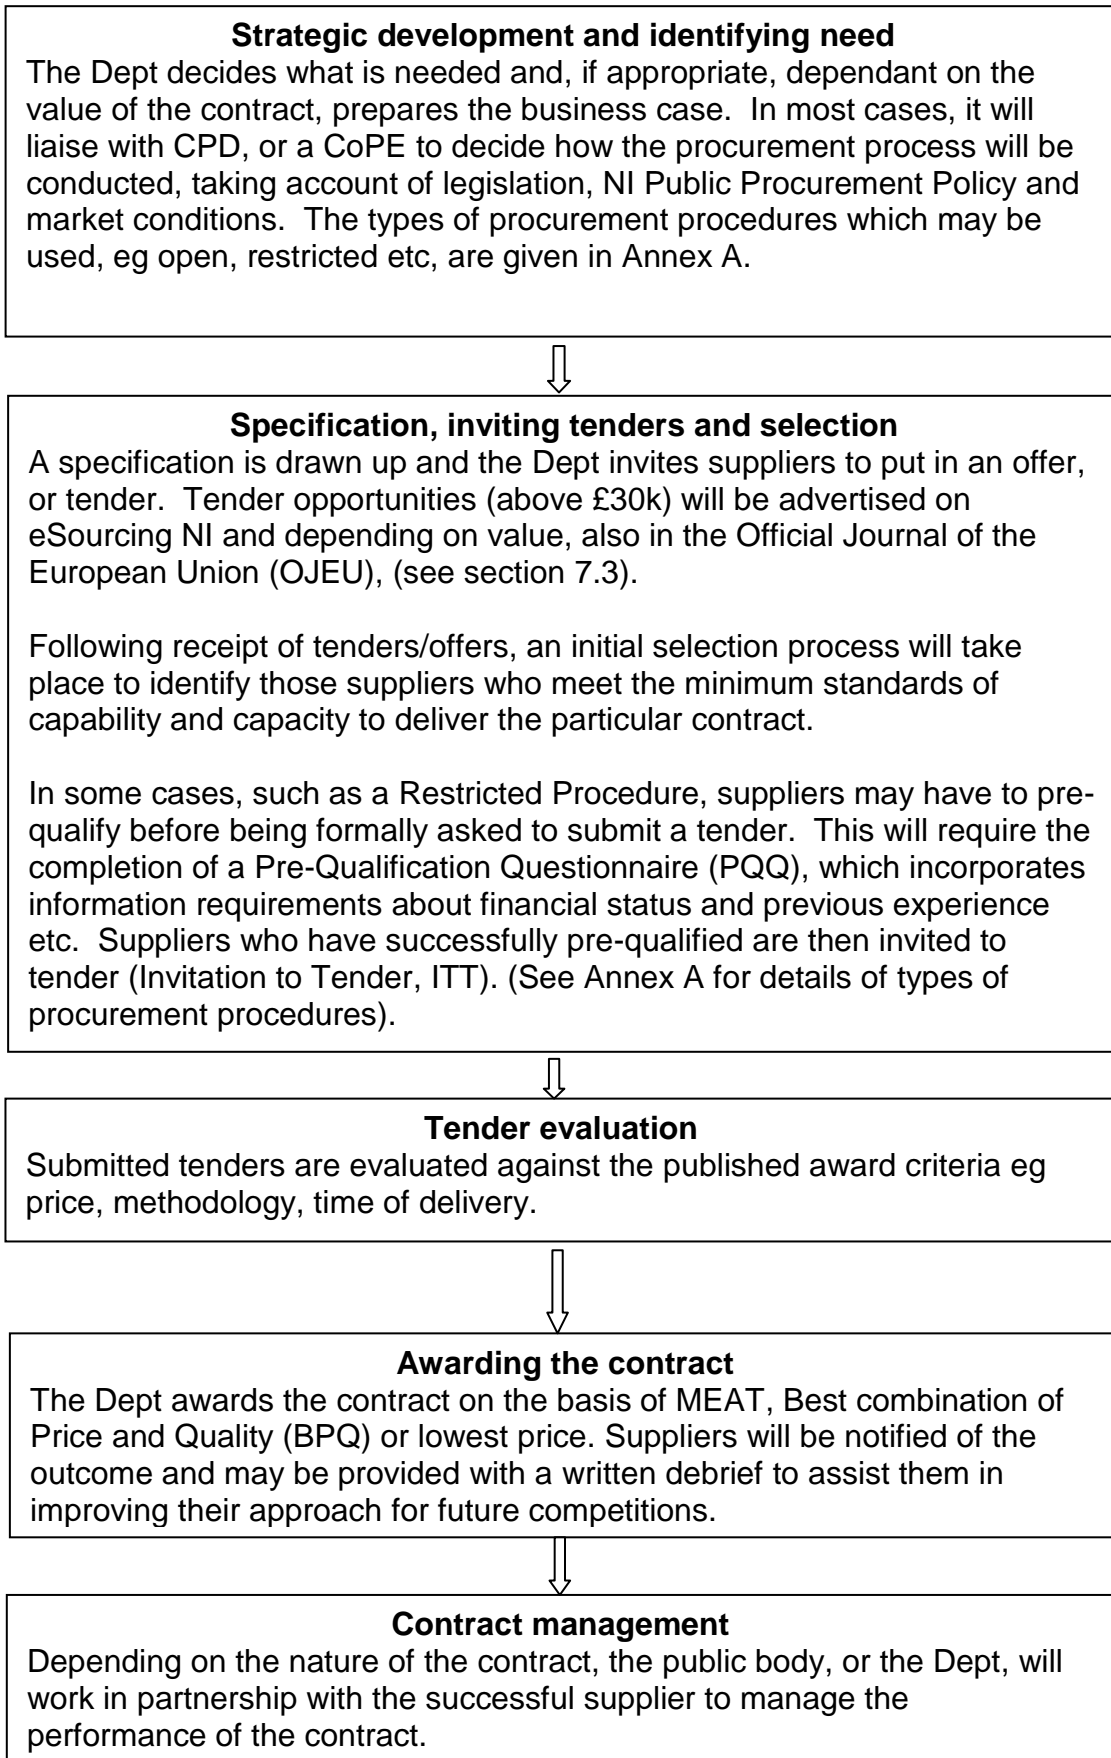 Strategic development and identifying need
The Dept decides what is needed and, if appropriate, dependant on the
value of the contract, prepares the business case.  In most cases, it will
liaise with CPD, or a CoPE to decide how the procurement process will be
conducted, taking account of legislation, NI Public Procurement Policy and
market conditions.  The types of procurement procedures which may be
used, eg open, restricted etc, are given in Annex A.
Specification, inviting tenders and selection
A specification is drawn up and the Dept invites suppliers to put in an offer,
or tender.  Tender opportunities (above £30k) will be advertised on
eSourcing NI and depending on value, also in the Official Journal of the
European Union (OJEU), (see section 7.3).
Following receipt of tenders/offers, an initial selection process will take
place to identify those suppliers who meet the minimum standards of
capability and capacity to deliver the particular contract.
In some cases, such as a Restricted Procedure, suppliers may have to pre-
qualify before being formally asked to submit a tender.  This will require the
completion of a Pre-Qualification Questionnaire (PQQ), which incorporates
information requirements about financial status and previous experience
etc.  Suppliers who have successfully pre-qualified are then invited to
tender (Invitation to Tender, ITT). (See Annex A for details of types of
procurement procedures).
Tender evaluation
Submitted tenders are evaluated against the published award criteria eg
price, methodology, time of delivery.
Awarding the contract
The Dept awards the contract on the basis of MEAT, Best combination of
Price and Quality (BPQ) or lowest price. Suppliers will be notified of the
outcome and may be provided with a written debrief to assist them in
improving their approach for future competitions.
Contract management
Depending on the nature of the contract, the public body, or the Dept, will
work in partnership with the successful supplier to manage the
performance of the contract.